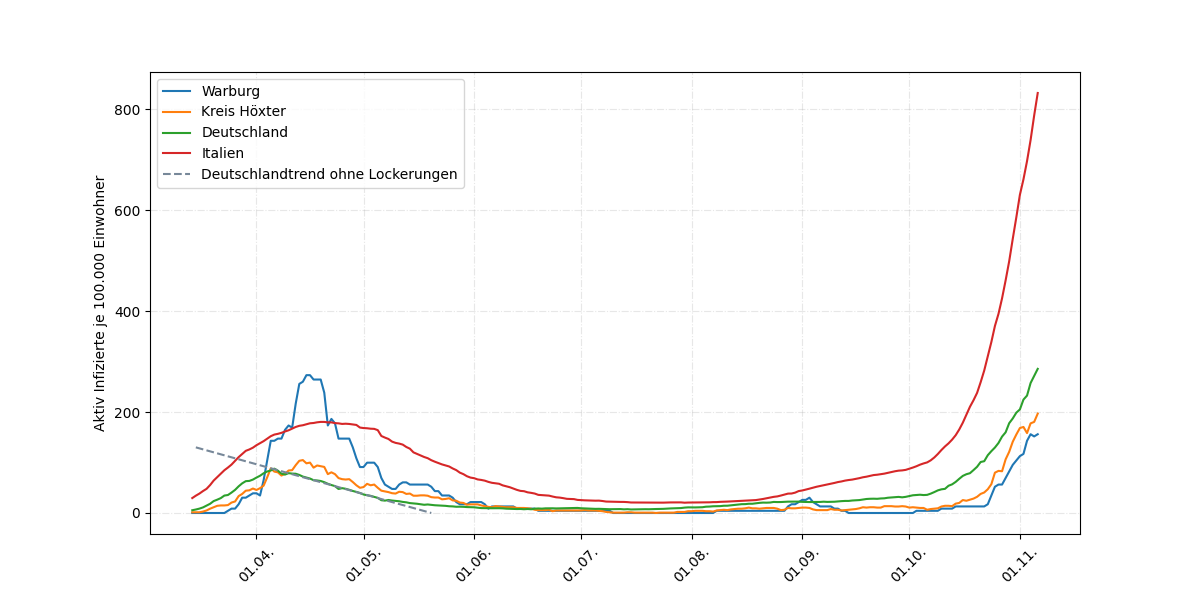 Warburg
Kreis Höxter
Deutschland
Italien
Deutschlandtrend ohne Lockerungen
Aktiv Infizierte je 100.000 Einwohner
800
600
400
200
0
01.04.
01.05.
01.06.
01.07.
01.08.
01.09.
01.10.
01.11.